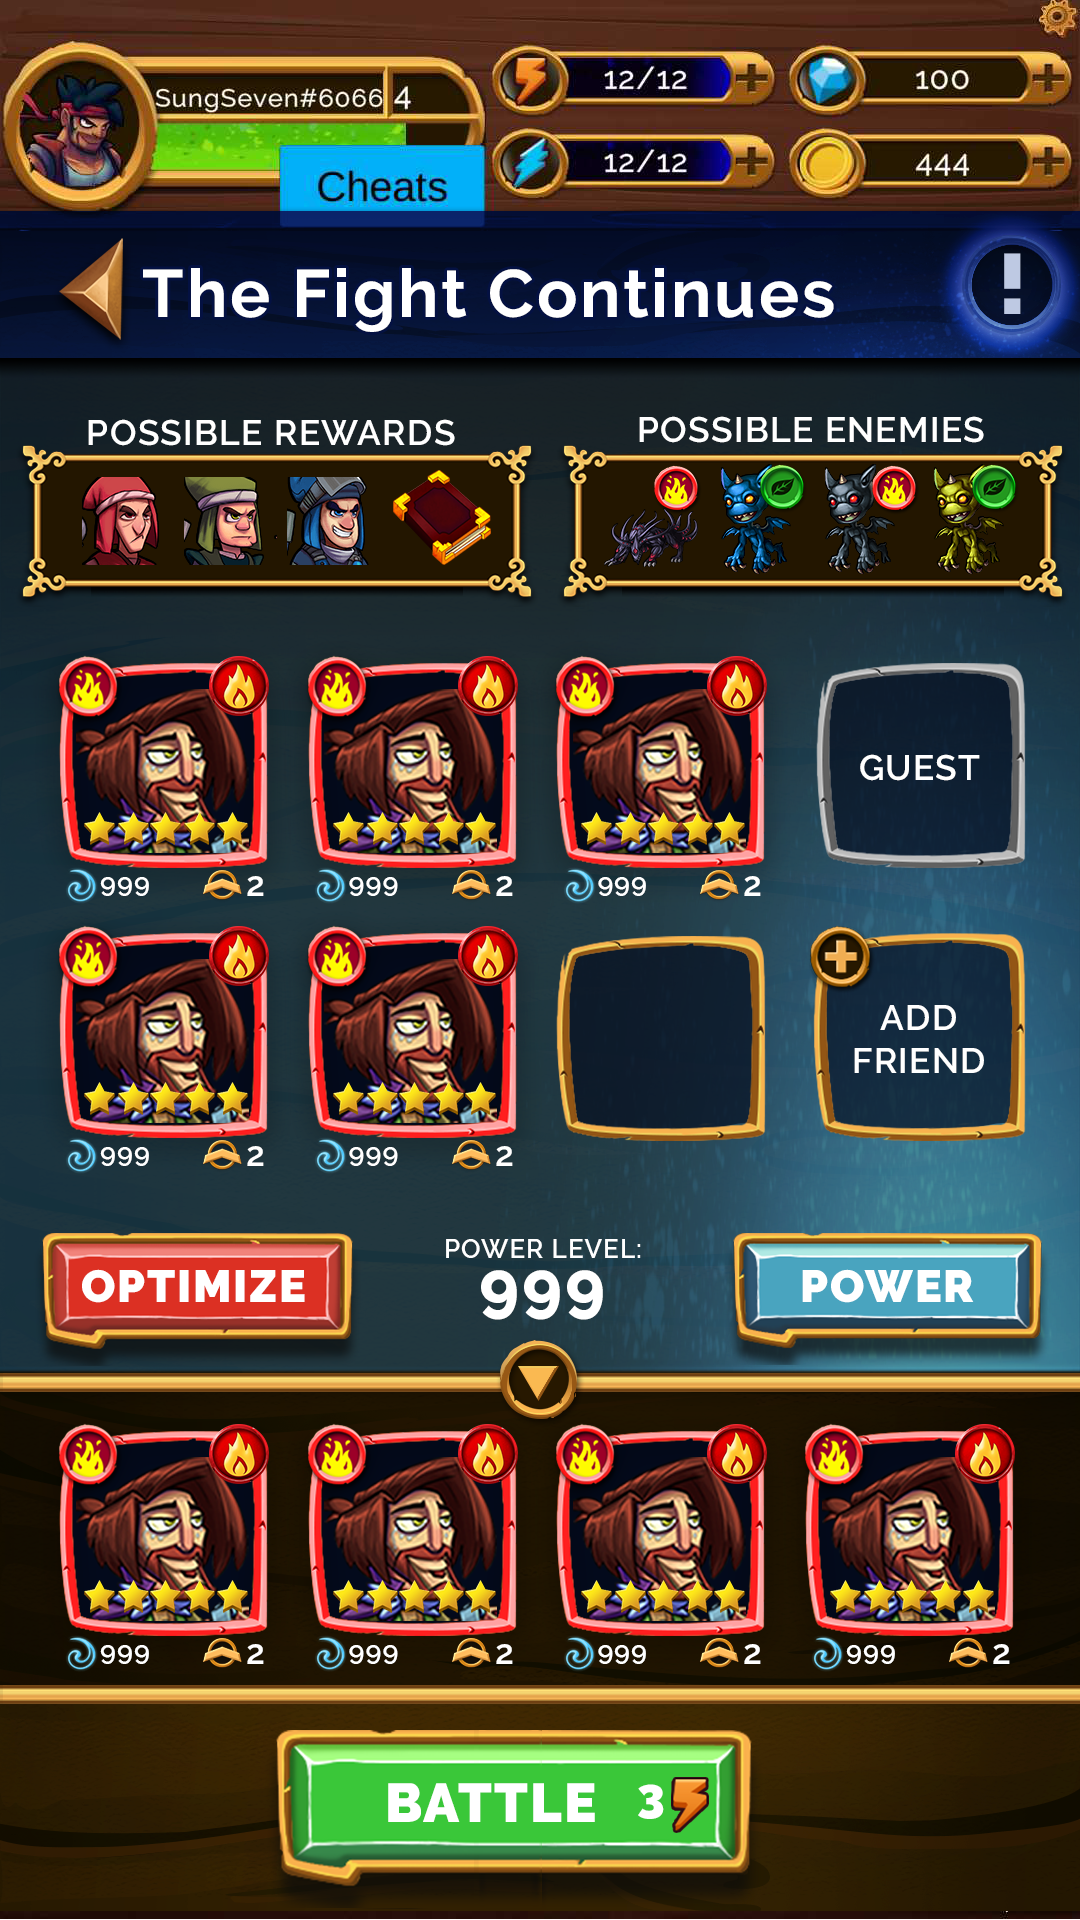 SungSeven#6066 4
12/12
100
12/12
444
Cheats
The Fight Continues
POSSIBLE REWARDS
POSSIBLE ENEMIES
GUEST
999 2
999 2
999 2
ADD
FRIEND
999 2
999 2
OPTIMIZE
POWER LEVEL:
999
POWER
999 2
999 2
999 2
999 2
BATTLE 3